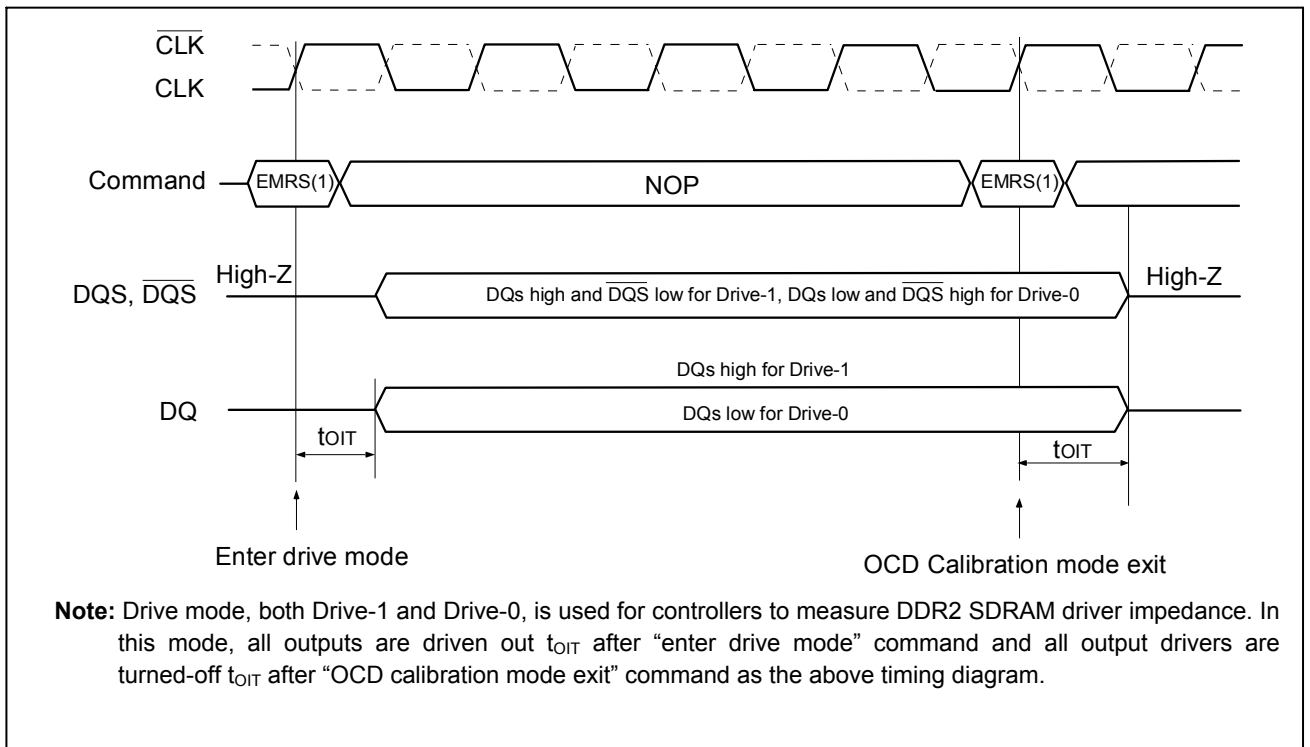 C̅L̅K̅
CLK
Command
EMRS(1)
NOP
EMRS(1)
DQS, D̅Q̅S̅
High-Z
DQs high and D̅Q̅S̅ low for Drive-1, DQs low and D̅Q̅S̅ high for Drive-0
High-Z
DQs high for Drive-1
DQ
DQs low for Drive-0
tOIT
tOIT
Enter drive mode
OCD Calibration mode exit
Note: Drive mode, both Drive-1 and Drive-0, is used for controllers to measure DDR2 SDRAM driver impedance. In
this mode, all outputs are driven out tOIT after “enter drive mode” command and all output drivers are
turned-off tOIT after “OCD calibration mode exit” command as the above timing diagram.